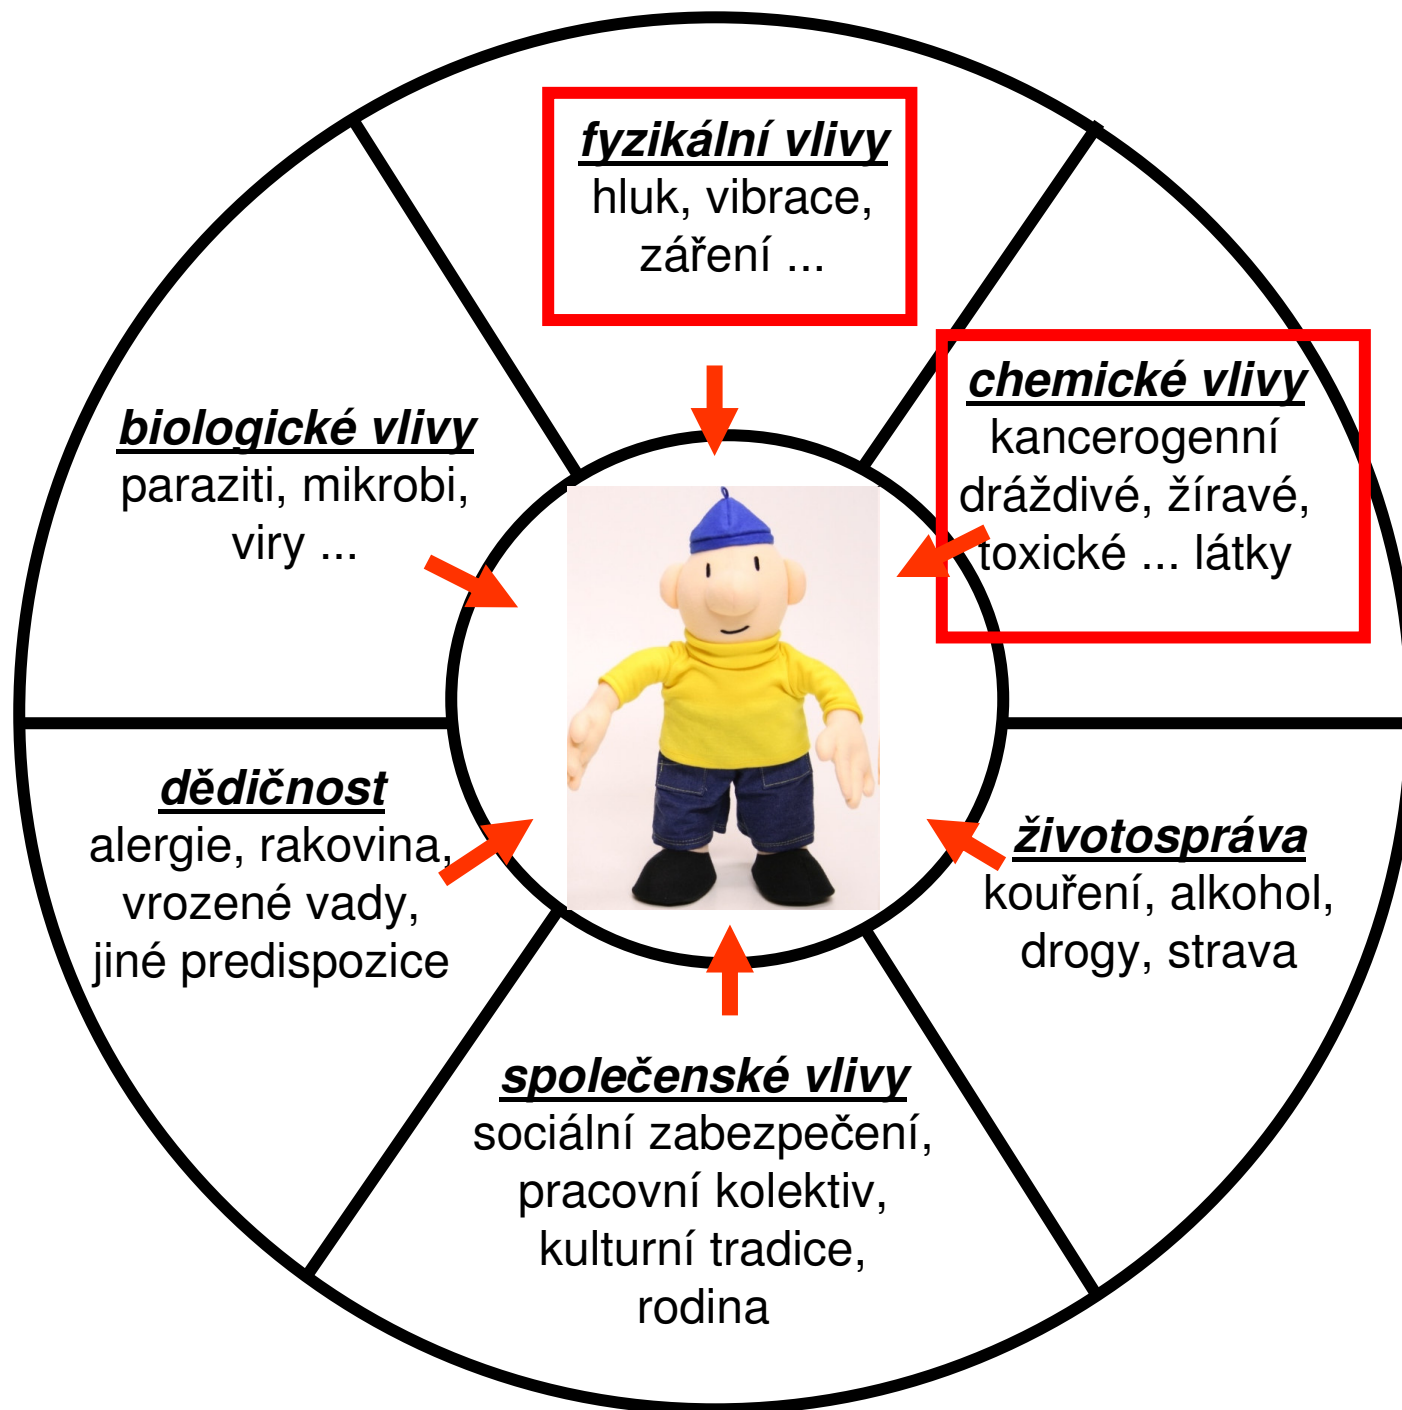 fyzikální vlivy
hluk, vibrace,
záření ...
chemické vlivy
kancerogenní
dráždivé, žíravé,
toxické ... látky
biologické vlivy
paraziti, mikrobi,
viry ...
dědičnost
alergie, rakovina,
vrozené vady,
jiné predispozice
životospráva
kouření, alkohol,
drogy, strava
společenské vlivy
sociální zabezpečení,
pracovní kolektiv,
kulturní tradice,
rodina